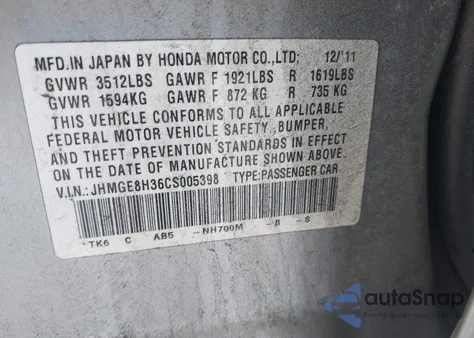 MFD. IN JAPAN BY HONDA MOTOR CO.,LTD: 12/'11
GVWR 3512LBS GAWR F 1921LBS R 1619LBS
GVWR 1594KG GAWR F 872 KG R 735 KG
THIS VEHICLE CONFORMS TO ALL APPLICABLE
FEDERAL MOTOR VEHICLE SAFETY, BUMPER,
AND THEFT PREVENTION STANDARDS IN EFFECT
ON THE DATE OF MANUFACTURE SHOWN ABOVE.
V.I.N.: JHMGE8H36CS005398 TYPE:PASSENGER CAR
TK6 C AB5 -NH700M -B -S
autoSnap